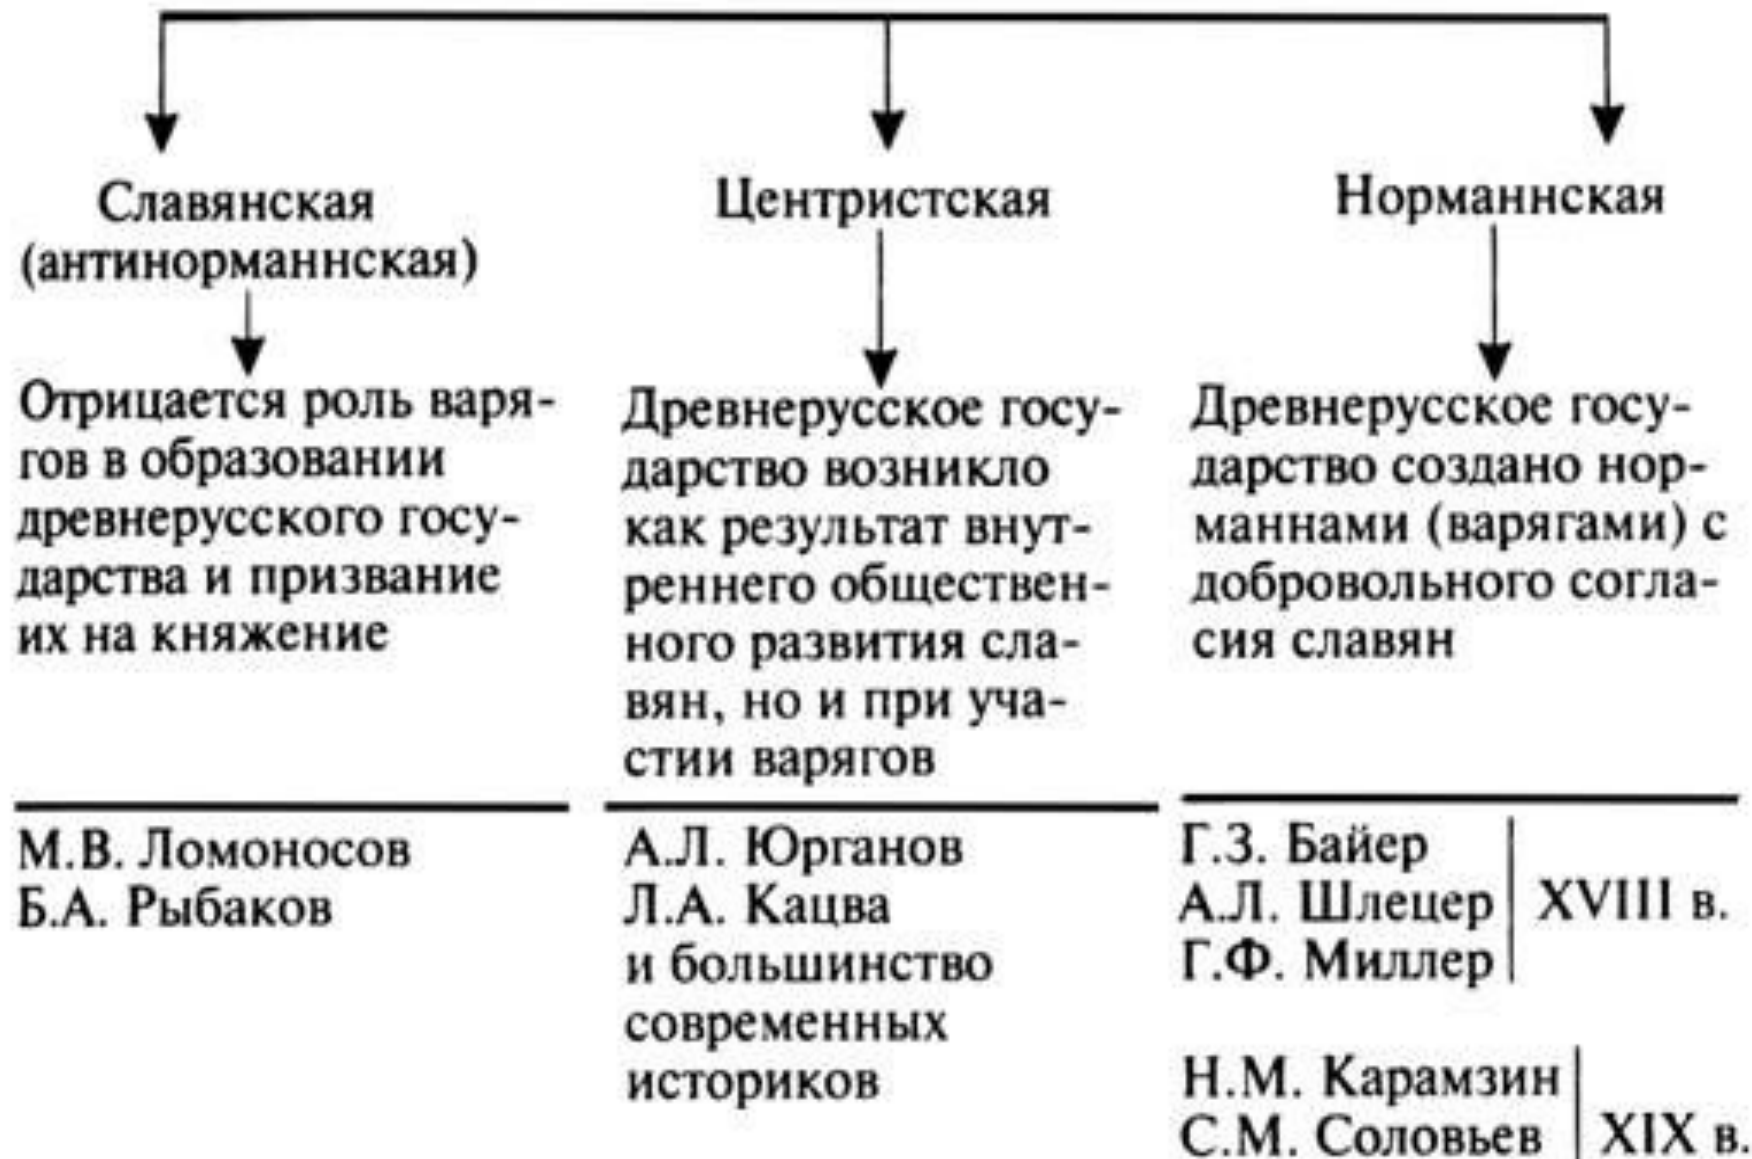 Славянская
(антинорманнская)
Отрицается роль варя-
гов в образовании
древнерусского госу-
дарства и призвание
их на княжение
М.В. Ломоносов
Б.А. Рыбаков
Центристская
Древнерусское госу-
дарство возникло
как результат внут-
реннего обществен-
ного развития сла-
вян, но и при уча-
стии варягов
А.Л. Юрганов
Л.А. Кацва
и большинство
современных
историков
Норманнская
Древнерусское госу-
дарство создано нор-
маннами (варягами) с
добровольного согла-
сия славян
Г.З. Байер
А.Л. Шлецер XVIII в.
Г.Ф. Миллер
Н.М. Карамзин
С.М. Соловьев XIX в.